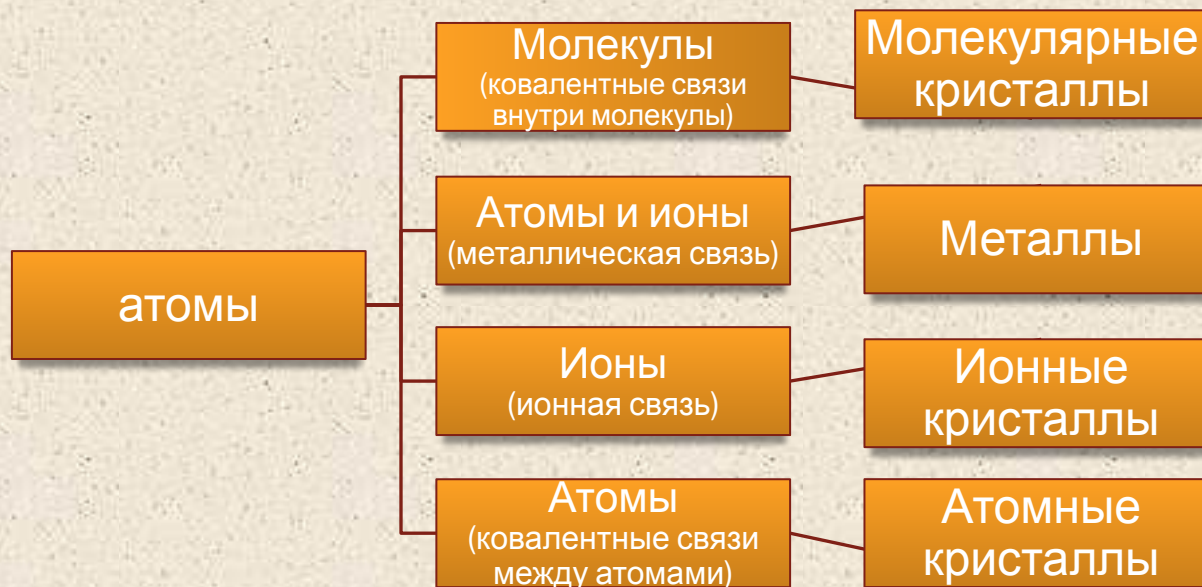 атомы
Молекулы
(ковалентные связи
внутри молекулы)
Молекулярные
кристаллы
Атомы и ионы
(металлическая связь)
Металлы
Ионы
(ионная связь)
Ионные
кристаллы
Атомы
(ковалентные связи
между атомами)
Атомные
кристаллы